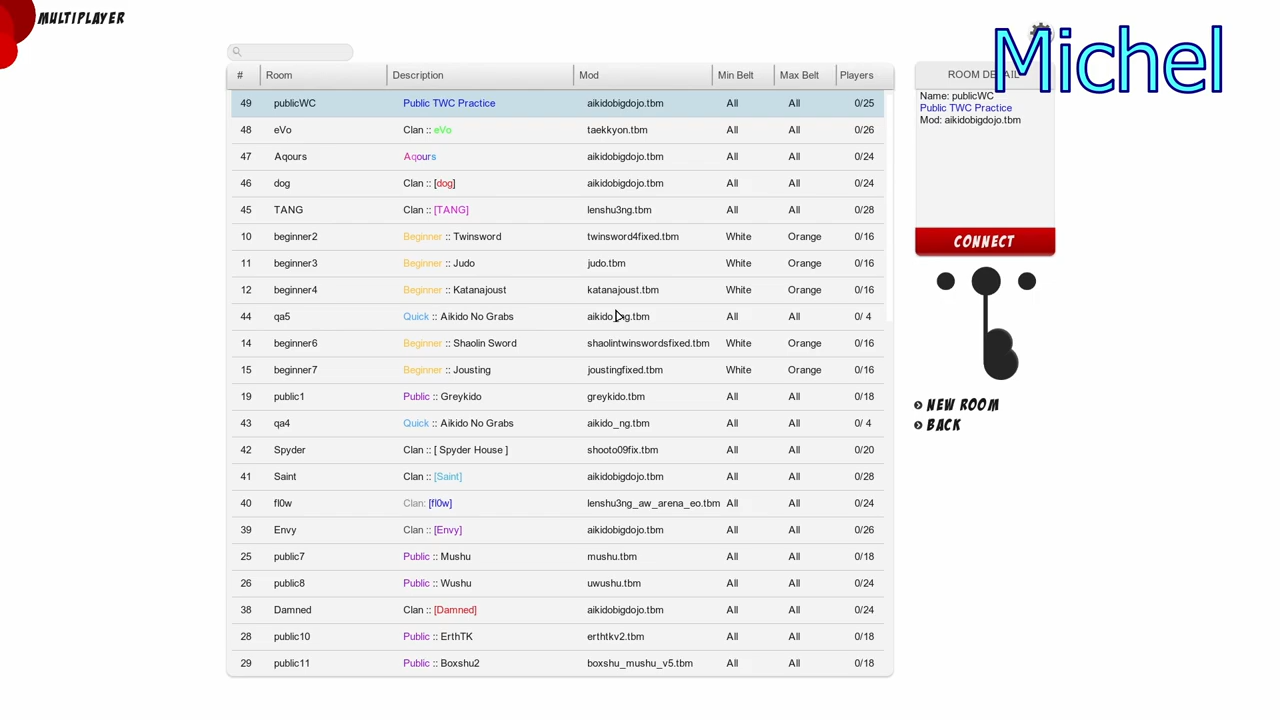 MULTIPLAYER
Michel
# Room Description Mod Min Belt Max Belt Players
49 publicWC Public TWC Practice aikidobigdojo.tbm All All 0/25
48 eVo Clan :: eVo taekkyon.tbm All All 0/26
47 Aqours Aqours aikidobigdojo.tbm All All 0/24
46 dog Clan :: [dog] aikidobigdojo.tbm All All 0/24
45 TANG Clan :: [TANG] lenshu3ng.tbm All All 0/28
10 beginner2 Beginner :: Twinsword twinsword4fixed.tbm White Orange 0/16
11 beginner3 Beginner :: Judo judo.tbm White Orange 0/16
12 beginner4 Beginner :: Katanajoust katanajoust.tbm White Orange 0/16
44 qa5 Quick :: Aikido No Grabs aikido_ng.tbm All All 0/ 4
14 beginner6 Beginner :: Shaolin Sword shaolintwinswordsfixed.tbm White Orange 0/16
15 beginner7 Beginner :: Jousting joustingfixed.tbm White Orange 0/16
19 public1 Public :: Greykido greykido.tbm All All 0/18
43 qa4 Quick :: Aikido No Grabs aikido_ng.tbm All All 0/ 4
42 Spyder Clan :: [ Spyder House ] shooto09fix.tbm All All 0/20
41 Saint Clan :: [Saint] aikidobigdojo.tbm All All 0/28
40 fl0w Clan: [fl0w] lenshu3ng_aw_arena_eo.tbm All All 0/24
39 Envy Clan :: [Envy] aikidobigdojo.tbm All All 0/26
25 public7 Public :: Mushu mushu.tbm All All 0/18
26 public8 Public :: Wushu uwushu.tbm All All 0/24
38 Damned Clan :: [Damned] aikidobigdojo.tbm All All 0/24
28 public10 Public :: ErthTK erthtkv2.tbm All All 0/18
29 public11 Public :: Boxshu2 boxshu_mushu_v5.tbm All All 0/18
ROOM DETAIL
Name: publicWC
Public TWC Practice
Mod: aikidobigdojo.tbm
CONNECT
NEW ROOM
BACK